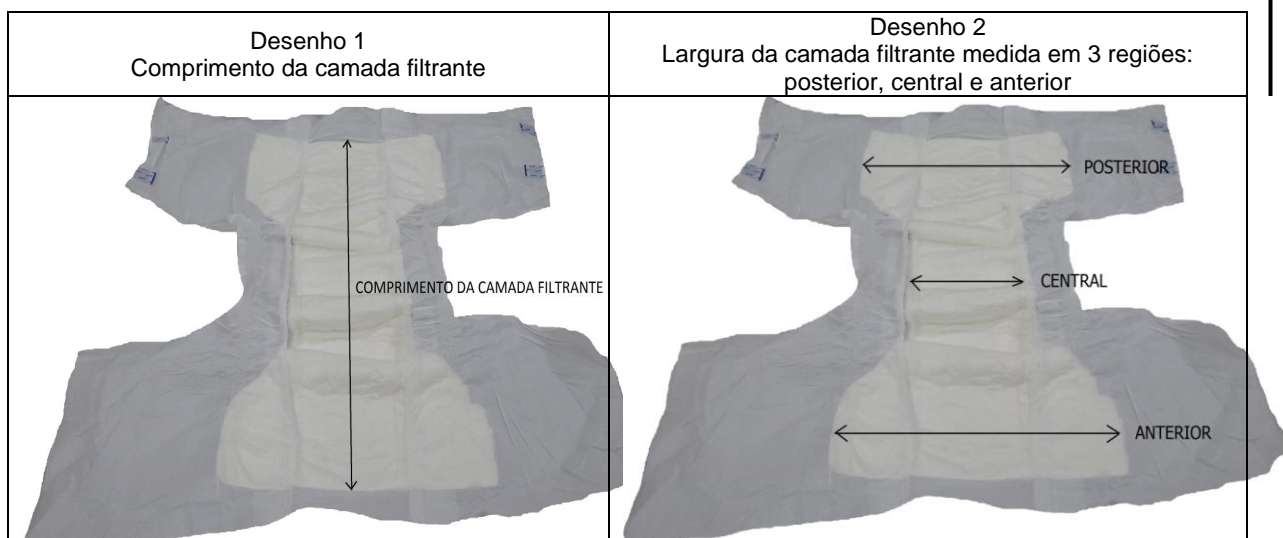 Desenho 1
Comprimento da camada filtrante
Desenho 2
Largura da camada filtrante medida em 3 regiões:
posterior, central e anterior
COMPRIMENTO DA CAMADA FILTRANTE
POSTERIOR
CENTRAL
ANTERIOR